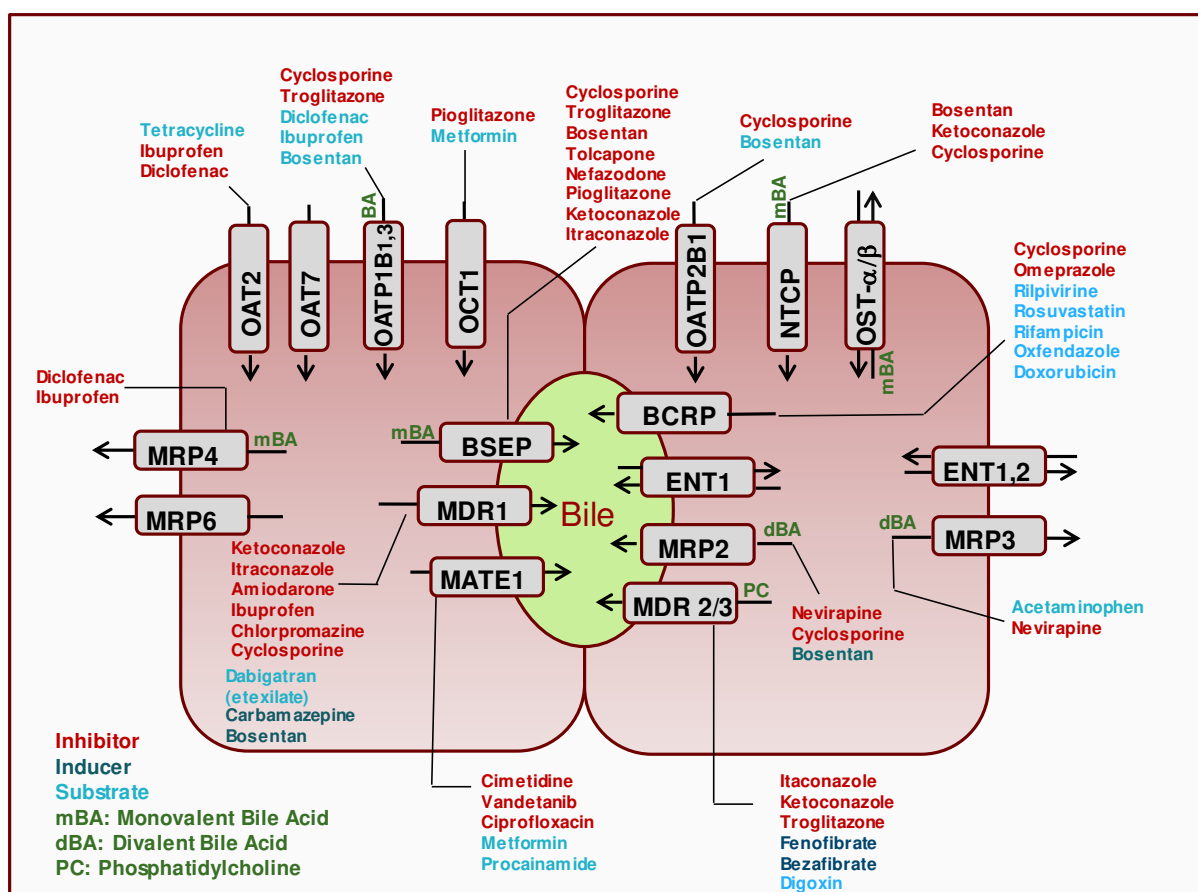 Cyclosporine
Troglitazone
Diclofenac
Ibuprofen
Bosentan
Tetracycline
Ibuprofen
Diclofenac
Pioglitazone
Metformin
Cyclosporine
Troglitazone
Bosentan
Tolcapone
Nefazodone
Pioglitazone
Ketoconazole
Itraconazole
Cyclosporine
Bosentan
Bosentan
Ketoconazole
Cyclosporine
BA
mBA
OAT2
OAT7
OATP1B1,3
OCT1
OATP2B1
NTCP
OST-α/β
mBA
Cyclosporine
Omeprazole
Rilpivirine
Rosuvastatin
Rifampicin
Oxfendazole
Doxorubicin
Diclofenac
Ibuprofen
MRP4
mBA
mBA
BSEP
BCRP
MRP6
MDR1
MATE1
Bile
ENT1
MRP2
dBA
MDR 2/3
PC
ENT1,2
dBA
MRP3
Ketoconazole
Itraconazole
Amiodarone
Ibuprofen
Chlorpromazine
Cyclosporine
Dabigatran
(etexilate)
Carbamazepine
Bosentan
Nevirapine
Cyclosporine
Bosentan
Acetaminophen
Nevirapine
Inhibitor
Inducer
Substrate
mBA: Monovalent Bile Acid
dBA: Divalent Bile Acid
PC: Phosphatidylcholine
Cimetidine
Vandetanib
Ciprofloxacin
Metformin
Procainamide
Itaconazole
Ketoconazole
Troglitazone
Fenofibrate
Bezafibrate
Digoxin